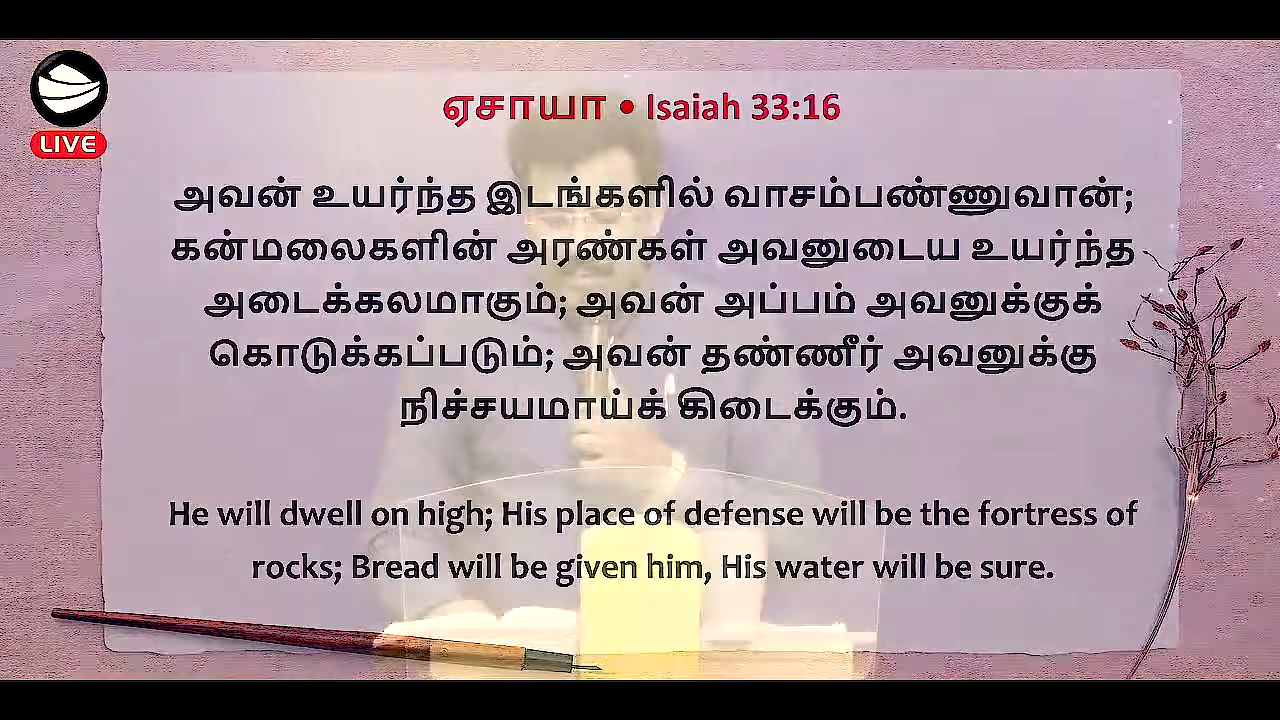 LIVE
ஏசாயா • Isaiah 33:16
அவன் உயர்ந்த இடங்களில் வாசம்பண்ணுவான்;
கன்மலைகளின் அரண்கள் அவனுடைய உயர்ந்த
அடைக்கலமாகும்; அவன் அப்பம் அவனுக்குக்
கொடுக்கப்படும்; அவன் தண்ணீர் அவனுக்கு
நிச்சயமாய்க் கிடைக்கும்.
He will dwell on high; His place of defense will be the fortress of
rocks; Bread will be given him, His water will be sure.